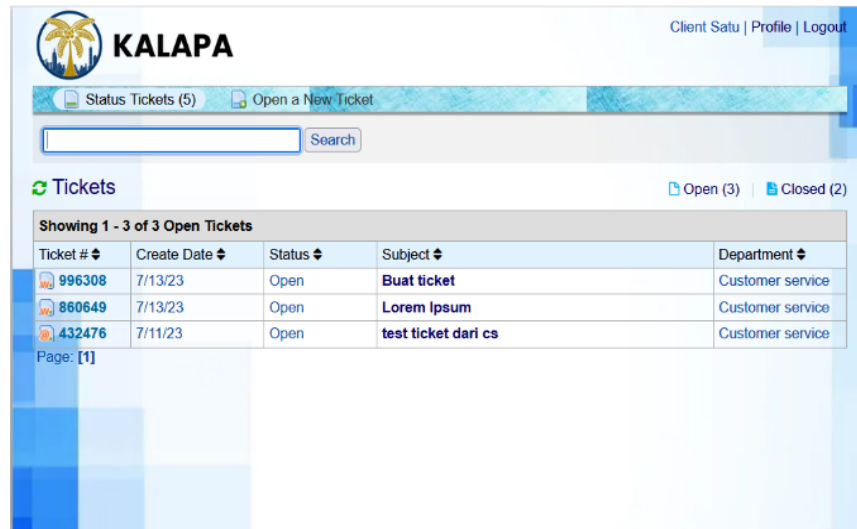 KALAPA
Client Satu | Profile | Logout
Status Tickets (5) Open a New Ticket
Search
Tickets
Open (3) | Closed (2)
Showing 1 - 3 of 3 Open Tickets
Ticket # Create Date Status Subject Department
996308 7/13/23 Open Buat ticket Customer service
860649 7/13/23 Open Lorem Ipsum Customer service
432476 7/11/23 Open test ticket dari cs Customer service
Page: [1]